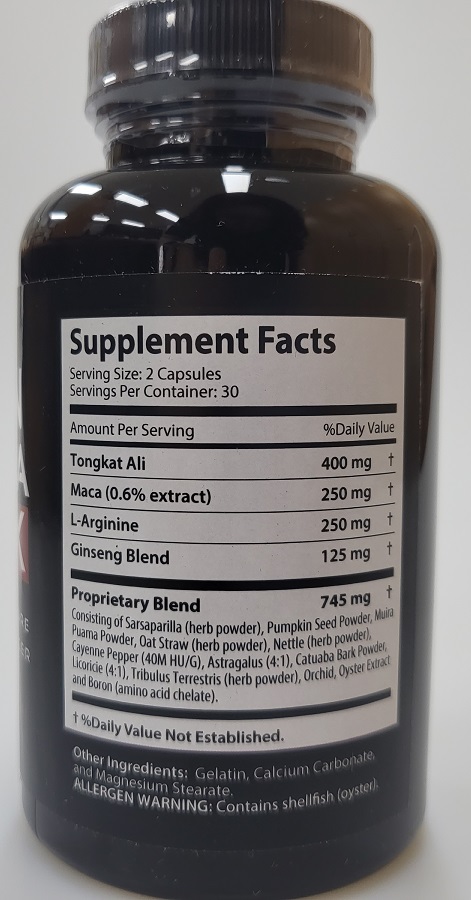 Supplement Facts
Serving Size: 2 Capsules
Servings Per Container: 30
Amount Per Serving %Daily Value
Tongkat Ali 400 mg †
Maca (0.6% extract) 250 mg †
L-Arginine 250 mg †
Ginseng Blend 125 mg †
Proprietary Blend 745 mg †
Consisting of Sarsaparilla (herb powder), Pumpkin Seed Powder, Muira
Puama Powder, Oat Straw (herb powder), Nettle (herb powder),
Cayenne Pepper (40M HU/G), Astragalus (4:1), Catuaba Bark Powder,
Licoricie (4:1), Tribulus Terrestris (herb powder), Orchid, Oyster Extract
and Boron (amino acid chelate).
† %Daily Value Not Established.
Other Ingredients: Gelatin, Calcium Carbonate,
and Magnesium Stearate.
ALLERGEN WARNING: Contains shellfish (oyster).